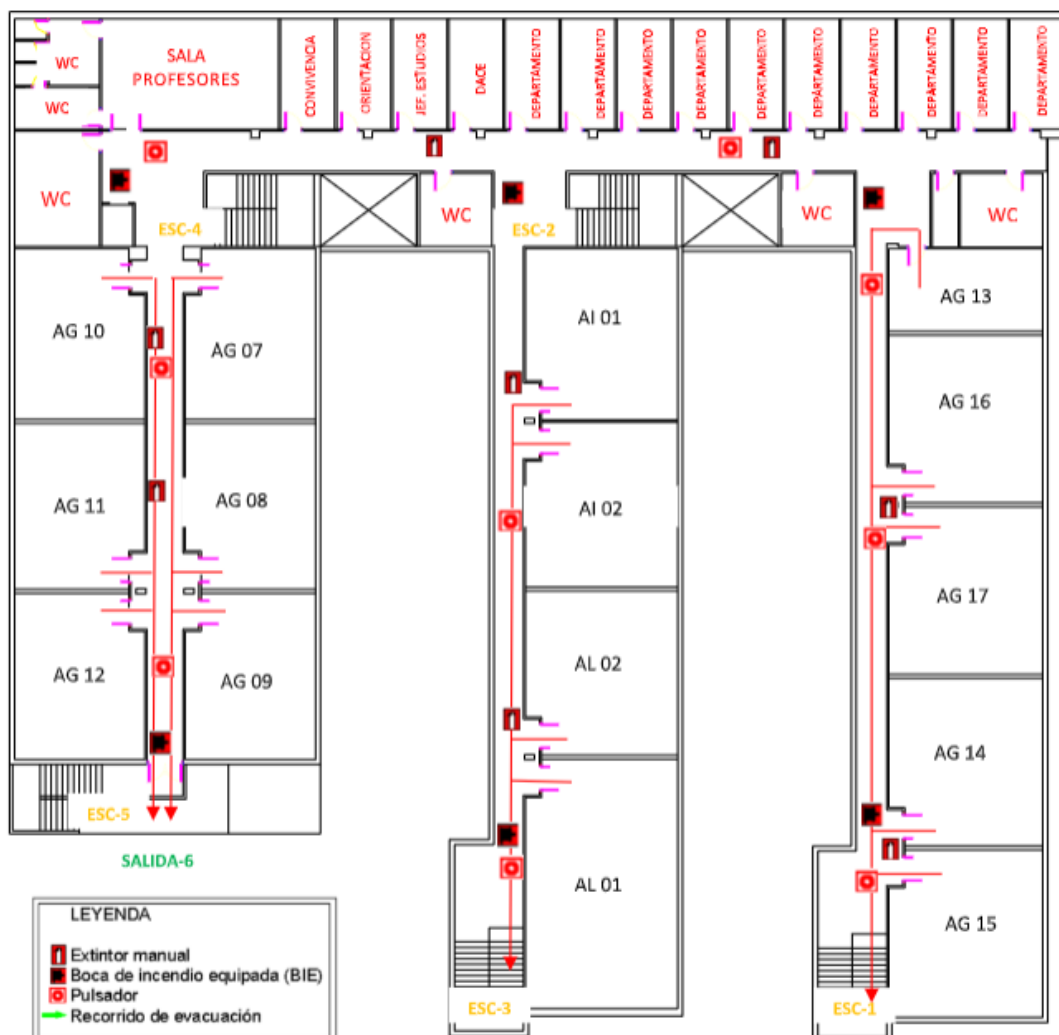 WC
SALA
PROFESORES
CONVIVENCIA
ORIENTACION
JEF. ESTUDIOS
DACE
DEPARTAMENTO
DEPARTAMENTO
DEPARTAMENTO
DEPARTAMENTO
DEPARTAMENTO
DEPARTAMENTO
DEPARTAMENTO
DEPARTAMENTO
DEPARTAMENTO
DEPARTAMENTO
WC
WC
WC
WC
WC
ESC-4
ESC-2
AG 10
AG 07
AI 01
AG 13
AG 16
AG 11
AG 08
AI 02
AG 17
AG 12
AG 09
AL 02
AG 14
ESC-5
SALIDA-6
AL 01
AG 15
LEYENDA
Extintor manual
Boca de incendio equipada (BIE)
Pulsador
Recorrido de evacuación
ESC-3
ESC-1